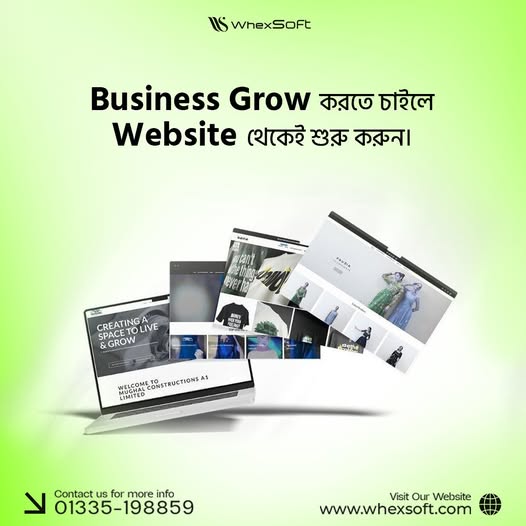 WHEXSOFT
Business Grow করতে চাইলে
Website থেকেই শুরু করুন।
CREATING A
SPACE TO LIVE
& GROW
WELCOME TO
MUGHAL CONSTRUCTIONS A1
LIMITED
Contact us for more info
01335-198859
Visit Our Website
www.whexsoft.com